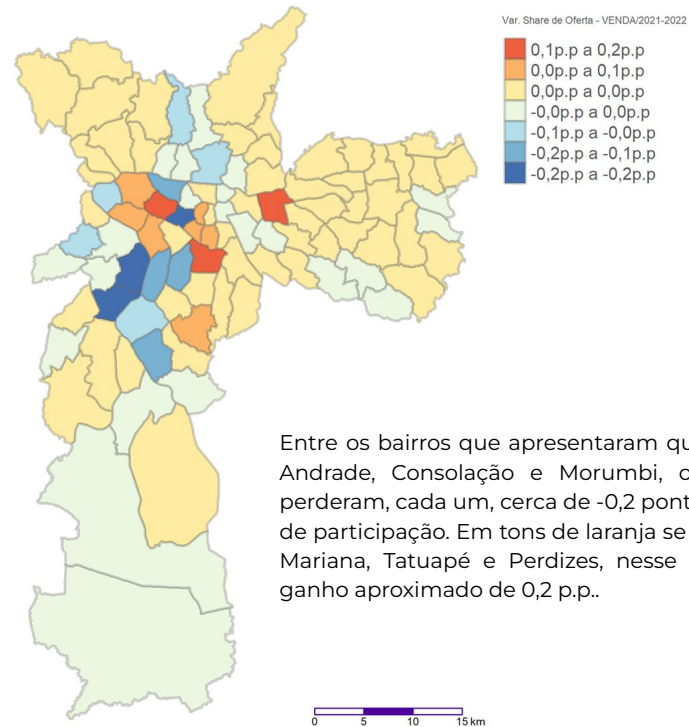 Var. Share de Oferta - VENDA/2021-2022
0,1p.p a 0,2p.p
0,0p.p a 0,1p.p
0,0p.p a 0,0p.p
-0,0p.p a 0,0p.p
-0,1p.p a -0,0p.p
-0,2p.p a -0,1p.p
-0,2p.p a -0,2p.p
Entre os bairros que apresentaram
Andrade, Consolação e Morumbi,
perderam, cada um, cerca de -0,2
de participação. Em tons de laranja se
Mariana, Tatuapé e Perdizes, nesse
ganho aproximado de 0,2 p.p..
0 5 10 15 km